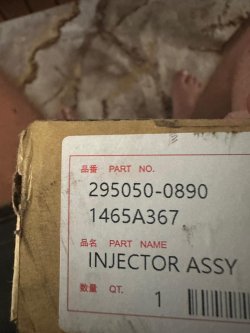 品番 PART NO.
295050-0890
1465A367
品名 PART NAME
INJECTOR ASSY
数量 QT.
1